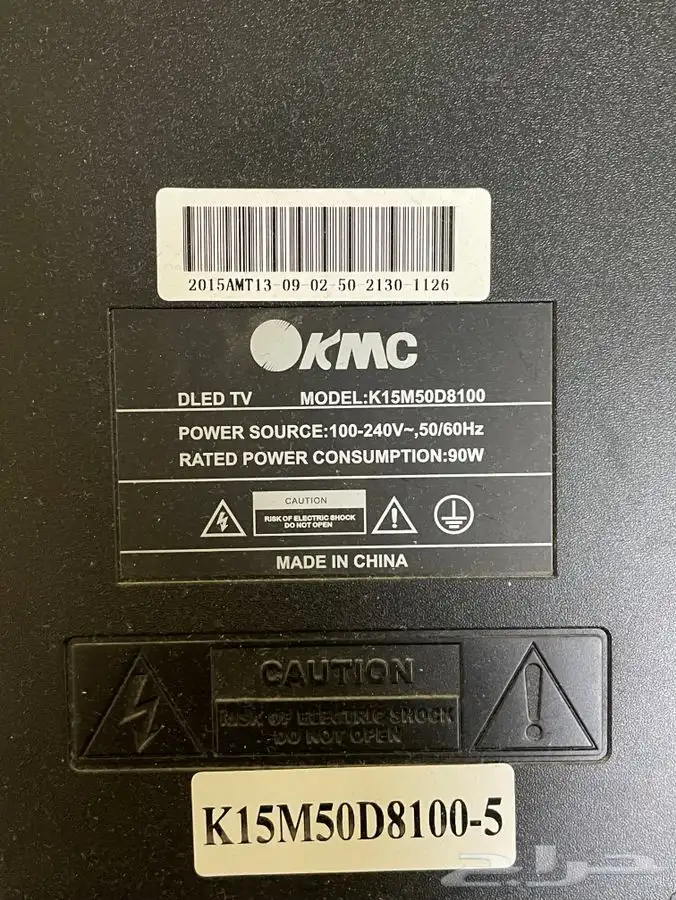 2015AMT13-09-02-50-2130-1126
KMC
DLED TV MODEL:K15M50D8100
POWER SOURCE:100-240V~,50/60Hz
RATED POWER CONSUMPTION:90W
CAUTION
RISK OF ELECTRIC SHOCK
DO NOT OPEN
MADE IN CHINA
CAUTION
RISK OF ELECTRIC SHOCK
DO NOT OPEN
K15M50D8100-5
حراج